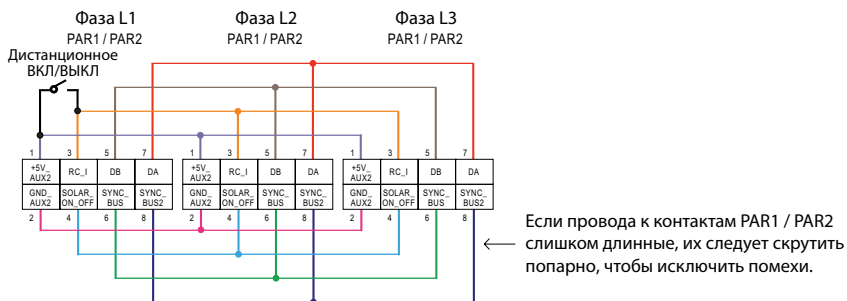 Фаза L1 Фаза L2 Фаза L3
PAR1 / PAR2 PAR1 / PAR2 PAR1 / PAR2
Дистанционное
ВКЛ/ВЫКЛ
1 3 5 7 1 3 5 7 1 3 5 7
+5V_ AUX2 RC_I DB DA +5V_ AUX2 RC_I DB DA +5V_ AUX2 RC_I DB DA
GND_ AUX2 SOLAR_ ON_OFF SYNC_ BUS SYNC_ BUS2 GND_ AUX2 SOLAR_ ON_OFF SYNC_ BUS SYNC_ BUS2 GND_ AUX2 SOLAR_ ON_OFF SYNC_ BUS SYNC_ BUS2
2 4 6 8 2 4 6 8 2 4 6 8
Если провода к контактам PAR1 / PAR2
слишком длинные, их следует скрутить
попарно, чтобы исключить помехи.